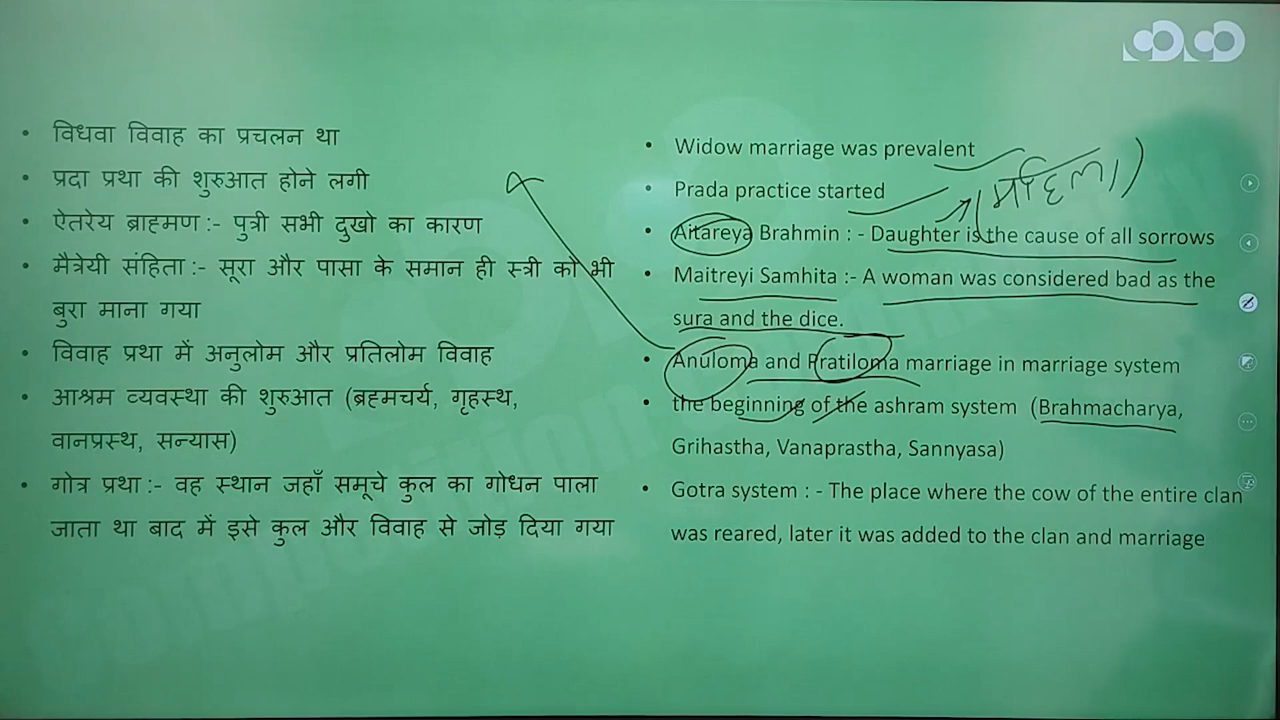 • विधवा विवाह का प्रचलन था
• प्रदा प्रथा की शुरुआत होने लगी
• ऐतरेय ब्राहमण :- पुत्री सभी दुखो का कारण
• मैत्रेयी संहिता :- सूरा और पासा के समान ही स्त्री को भी
बुरा माना गया
• विवाह प्रथा में अनुलोम और प्रतिलोम विवाह
• आश्रम व्यवस्था की शुरुआत (ब्रहमचर्य, गृहस्थ,
वानप्रस्थ, सन्यास)
• गोत्र प्रथा :- वह स्थान जहाँ समूचे कुल का गोधन पाला
जाता था बाद में इसे कुल और विवाह से जोड़ दिया गया
• Widow marriage was prevalent
• Prada practice started
(महिला)
• Aitareya Brahmin : - Daughter is the cause of all sorrows
• Maitreyi Samhita :- A woman was considered bad as the
sura and the dice.
• Anuloma and Pratiloma marriage in marriage system
• the beginning of the ashram system (Brahmacharya,
Grihastha, Vanaprastha, Sannyasa)
• Gotra system : - The place where the cow of the entire clan
was reared, later it was added to the clan and marriage